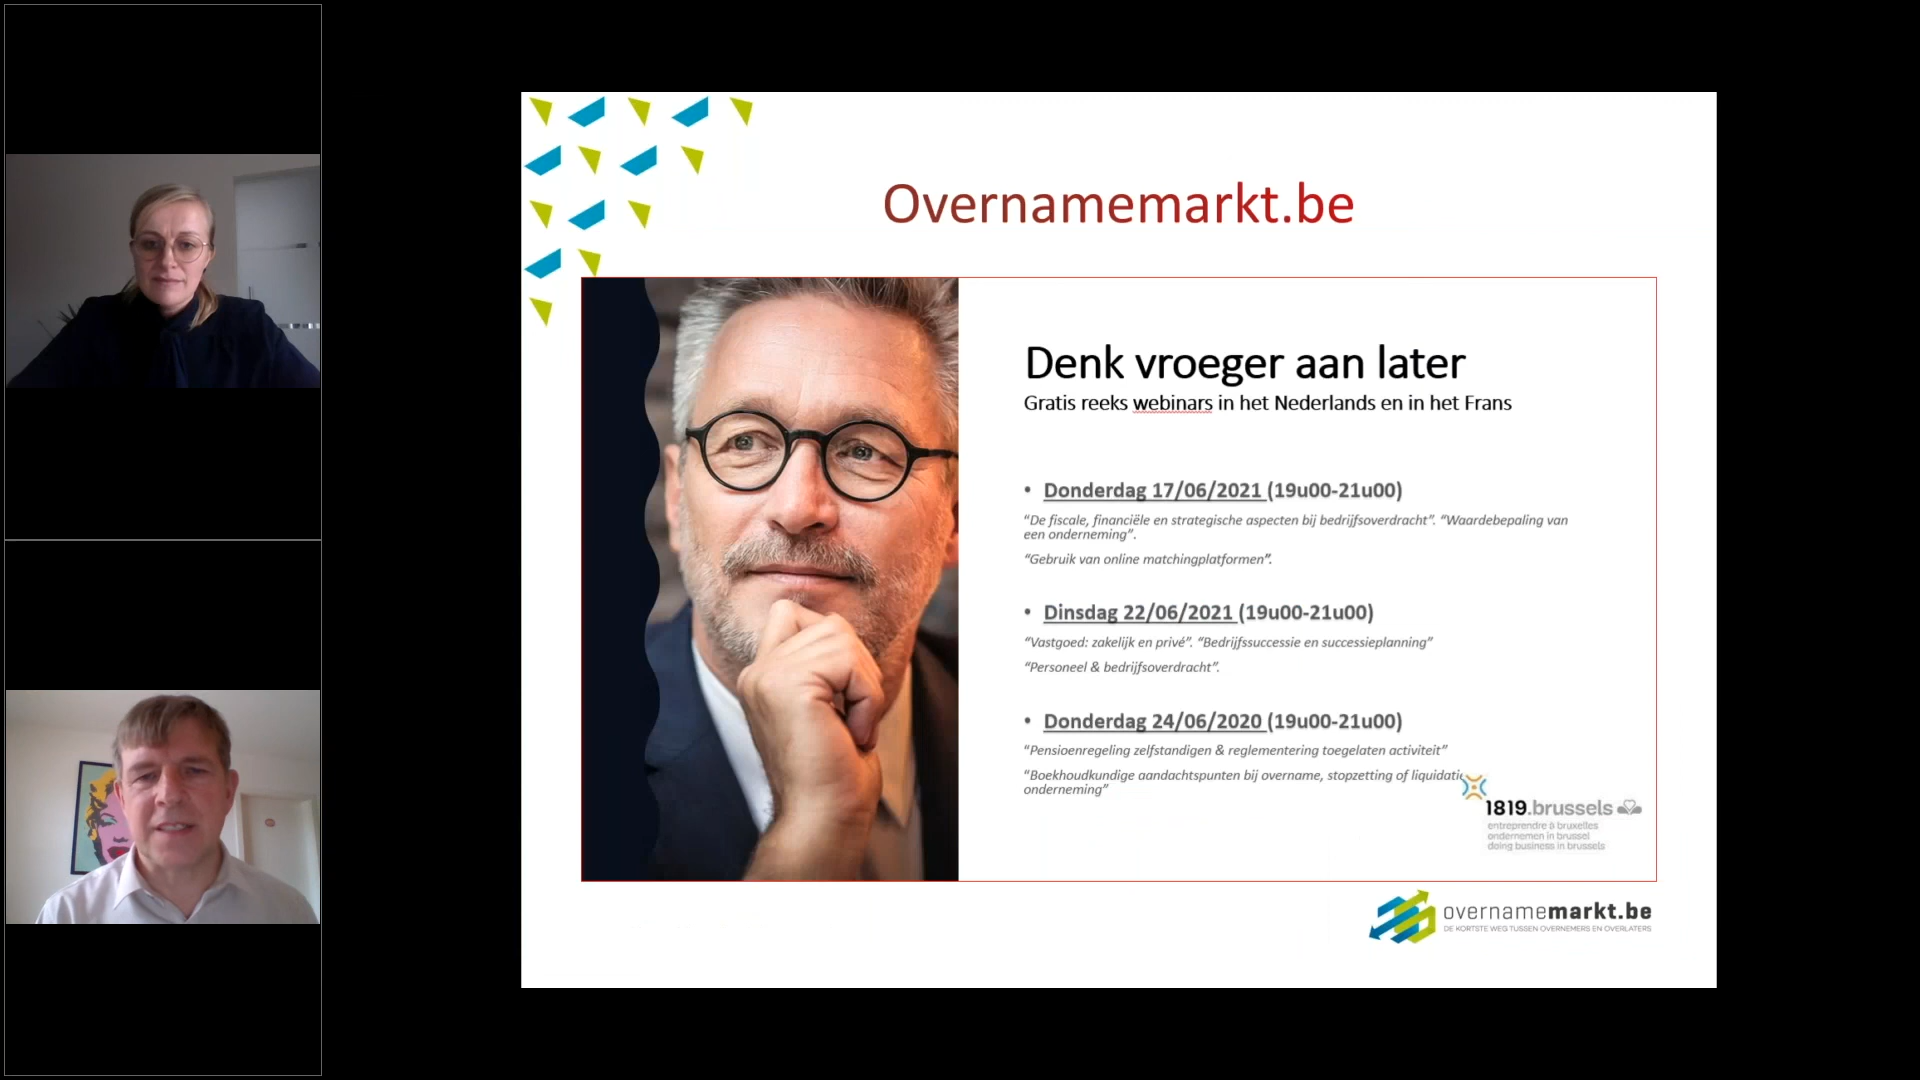 Overnamemarkt.be
Denk vroeger aan later
Gratis reeks webinars in het Nederlands en in het Frans
• Donderdag 17/06/2021 (19u00-21u00)
“De fiscale, financiële en strategische aspecten bij bedrijfsoverdracht”. “Waardebepaling van
een onderneming”.
“Gebruik van online matchingplatformen”.
• Dinsdag 22/06/2021 (19u00-21u00)
“Vastgoed: zakelijk en privé”. “Bedrijfssuccessie en successieplanning”
“Personeel & bedrijfsoverdracht”.
• Donderdag 24/06/2020 (19u00-21u00)
“Pensioenregeling zelfstandigen & reglementering toegelaten activiteit”
“Boekhoudkundige aandachtspunten bij overname, stopzetting of liquidati
onderneming”
1819.brussels
entreprendre à bruxelles
ondernemen in brussel
doing business in brussels
overnamemarkt.be
DE KORTSTE WEG TUSSEN OVERNEMERS EN OVERLATERS